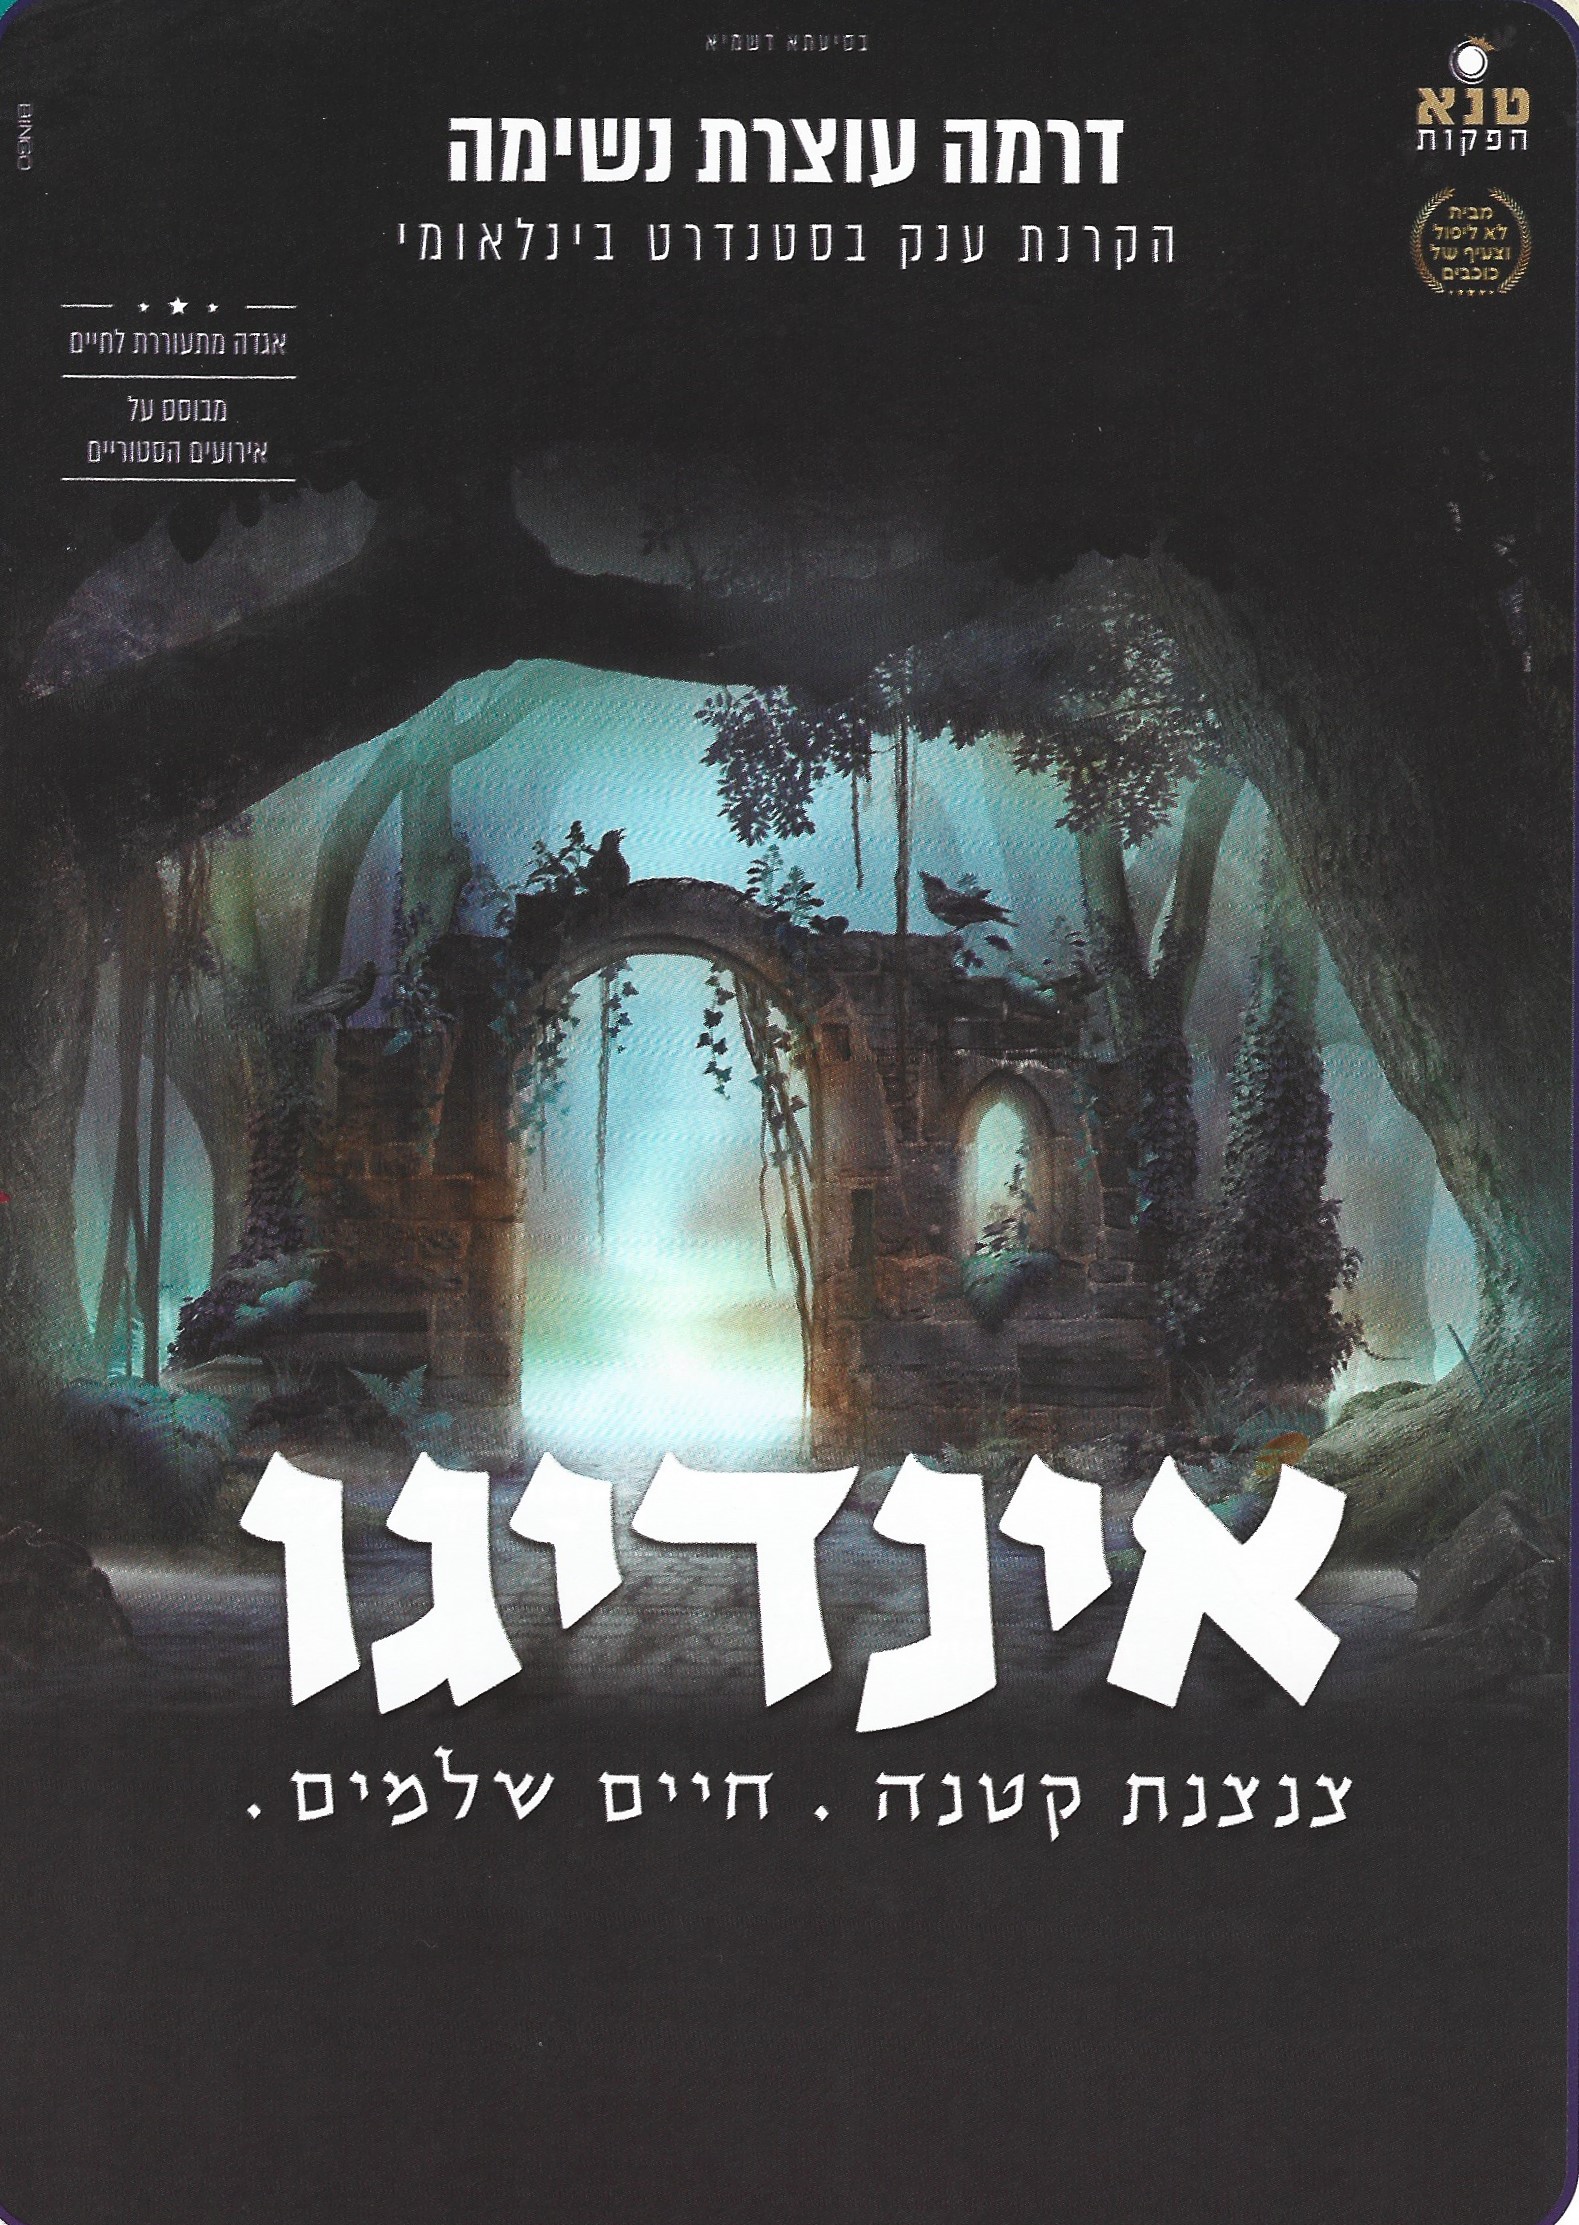 בסיעתא דשמיא
טנא
הפקות
BINGO
דרמה עוצרת נשימה
הקרנת ענק בסטנדרט בינלאומי
מבית
לא ליפול
וצעיף של
כוכבים
אגדה מתעוררת לחיים
מבוסס על
אירועים הסטוריים
אינדיגו
צנצנת קטנה . חיים שלמים .